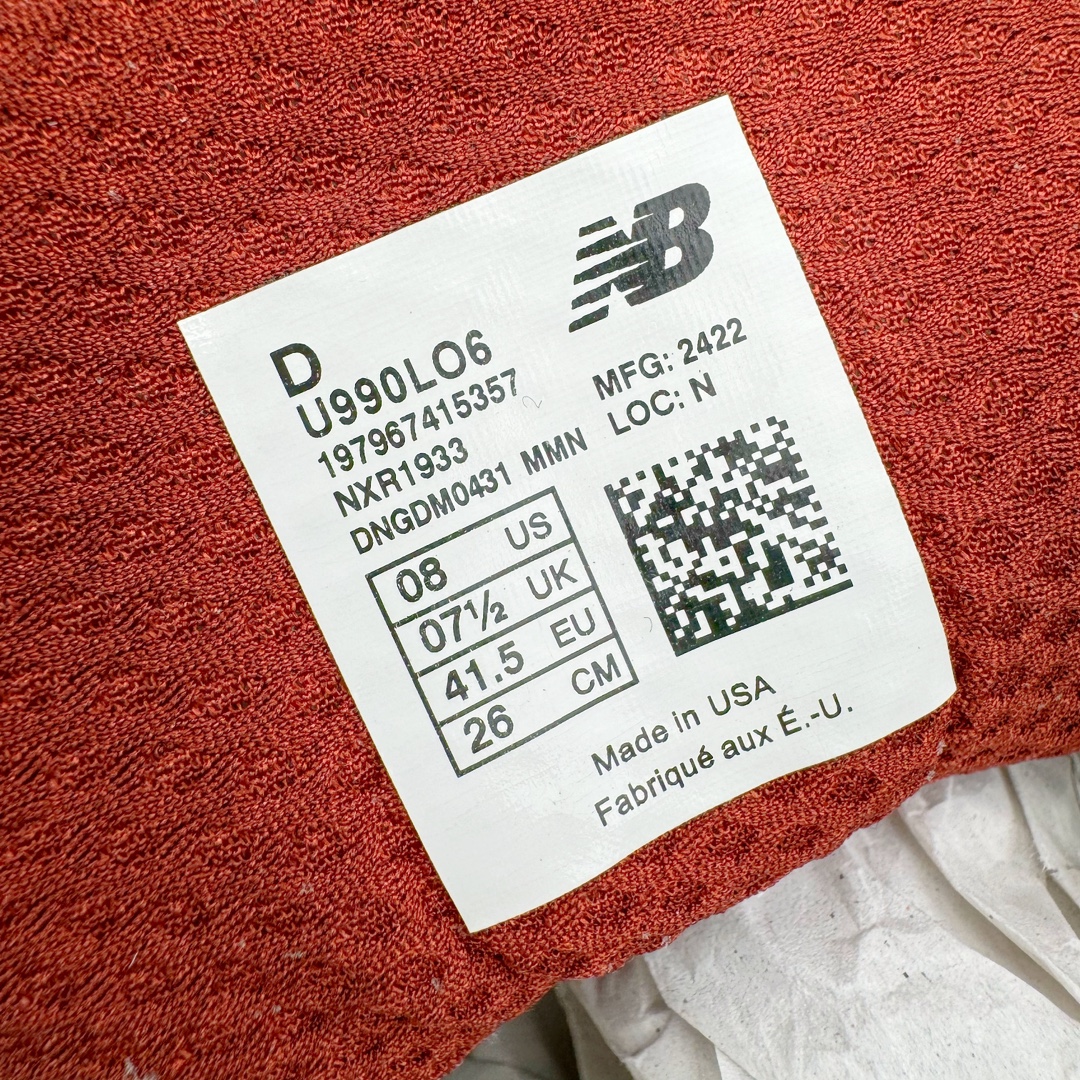 NB
D
U990LO6
197967415357
NXR1933
DNGDM0431 MMN
MFG: 2422
LOC: N
08 US
07½ UK
41.5 EU
26 CM
Made in USA
Fabriqué aux É.-U.